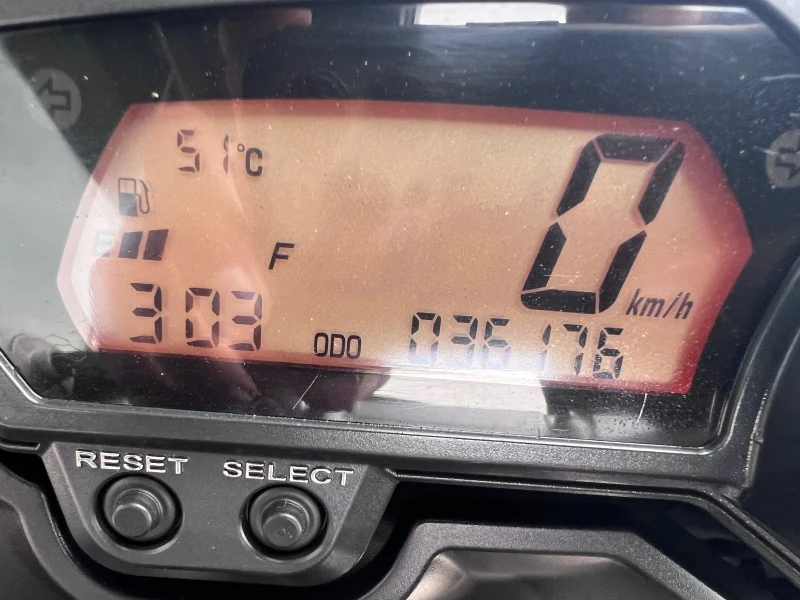 51°C
0 km/h
E F
303 ODO 036176
RESET SELECT